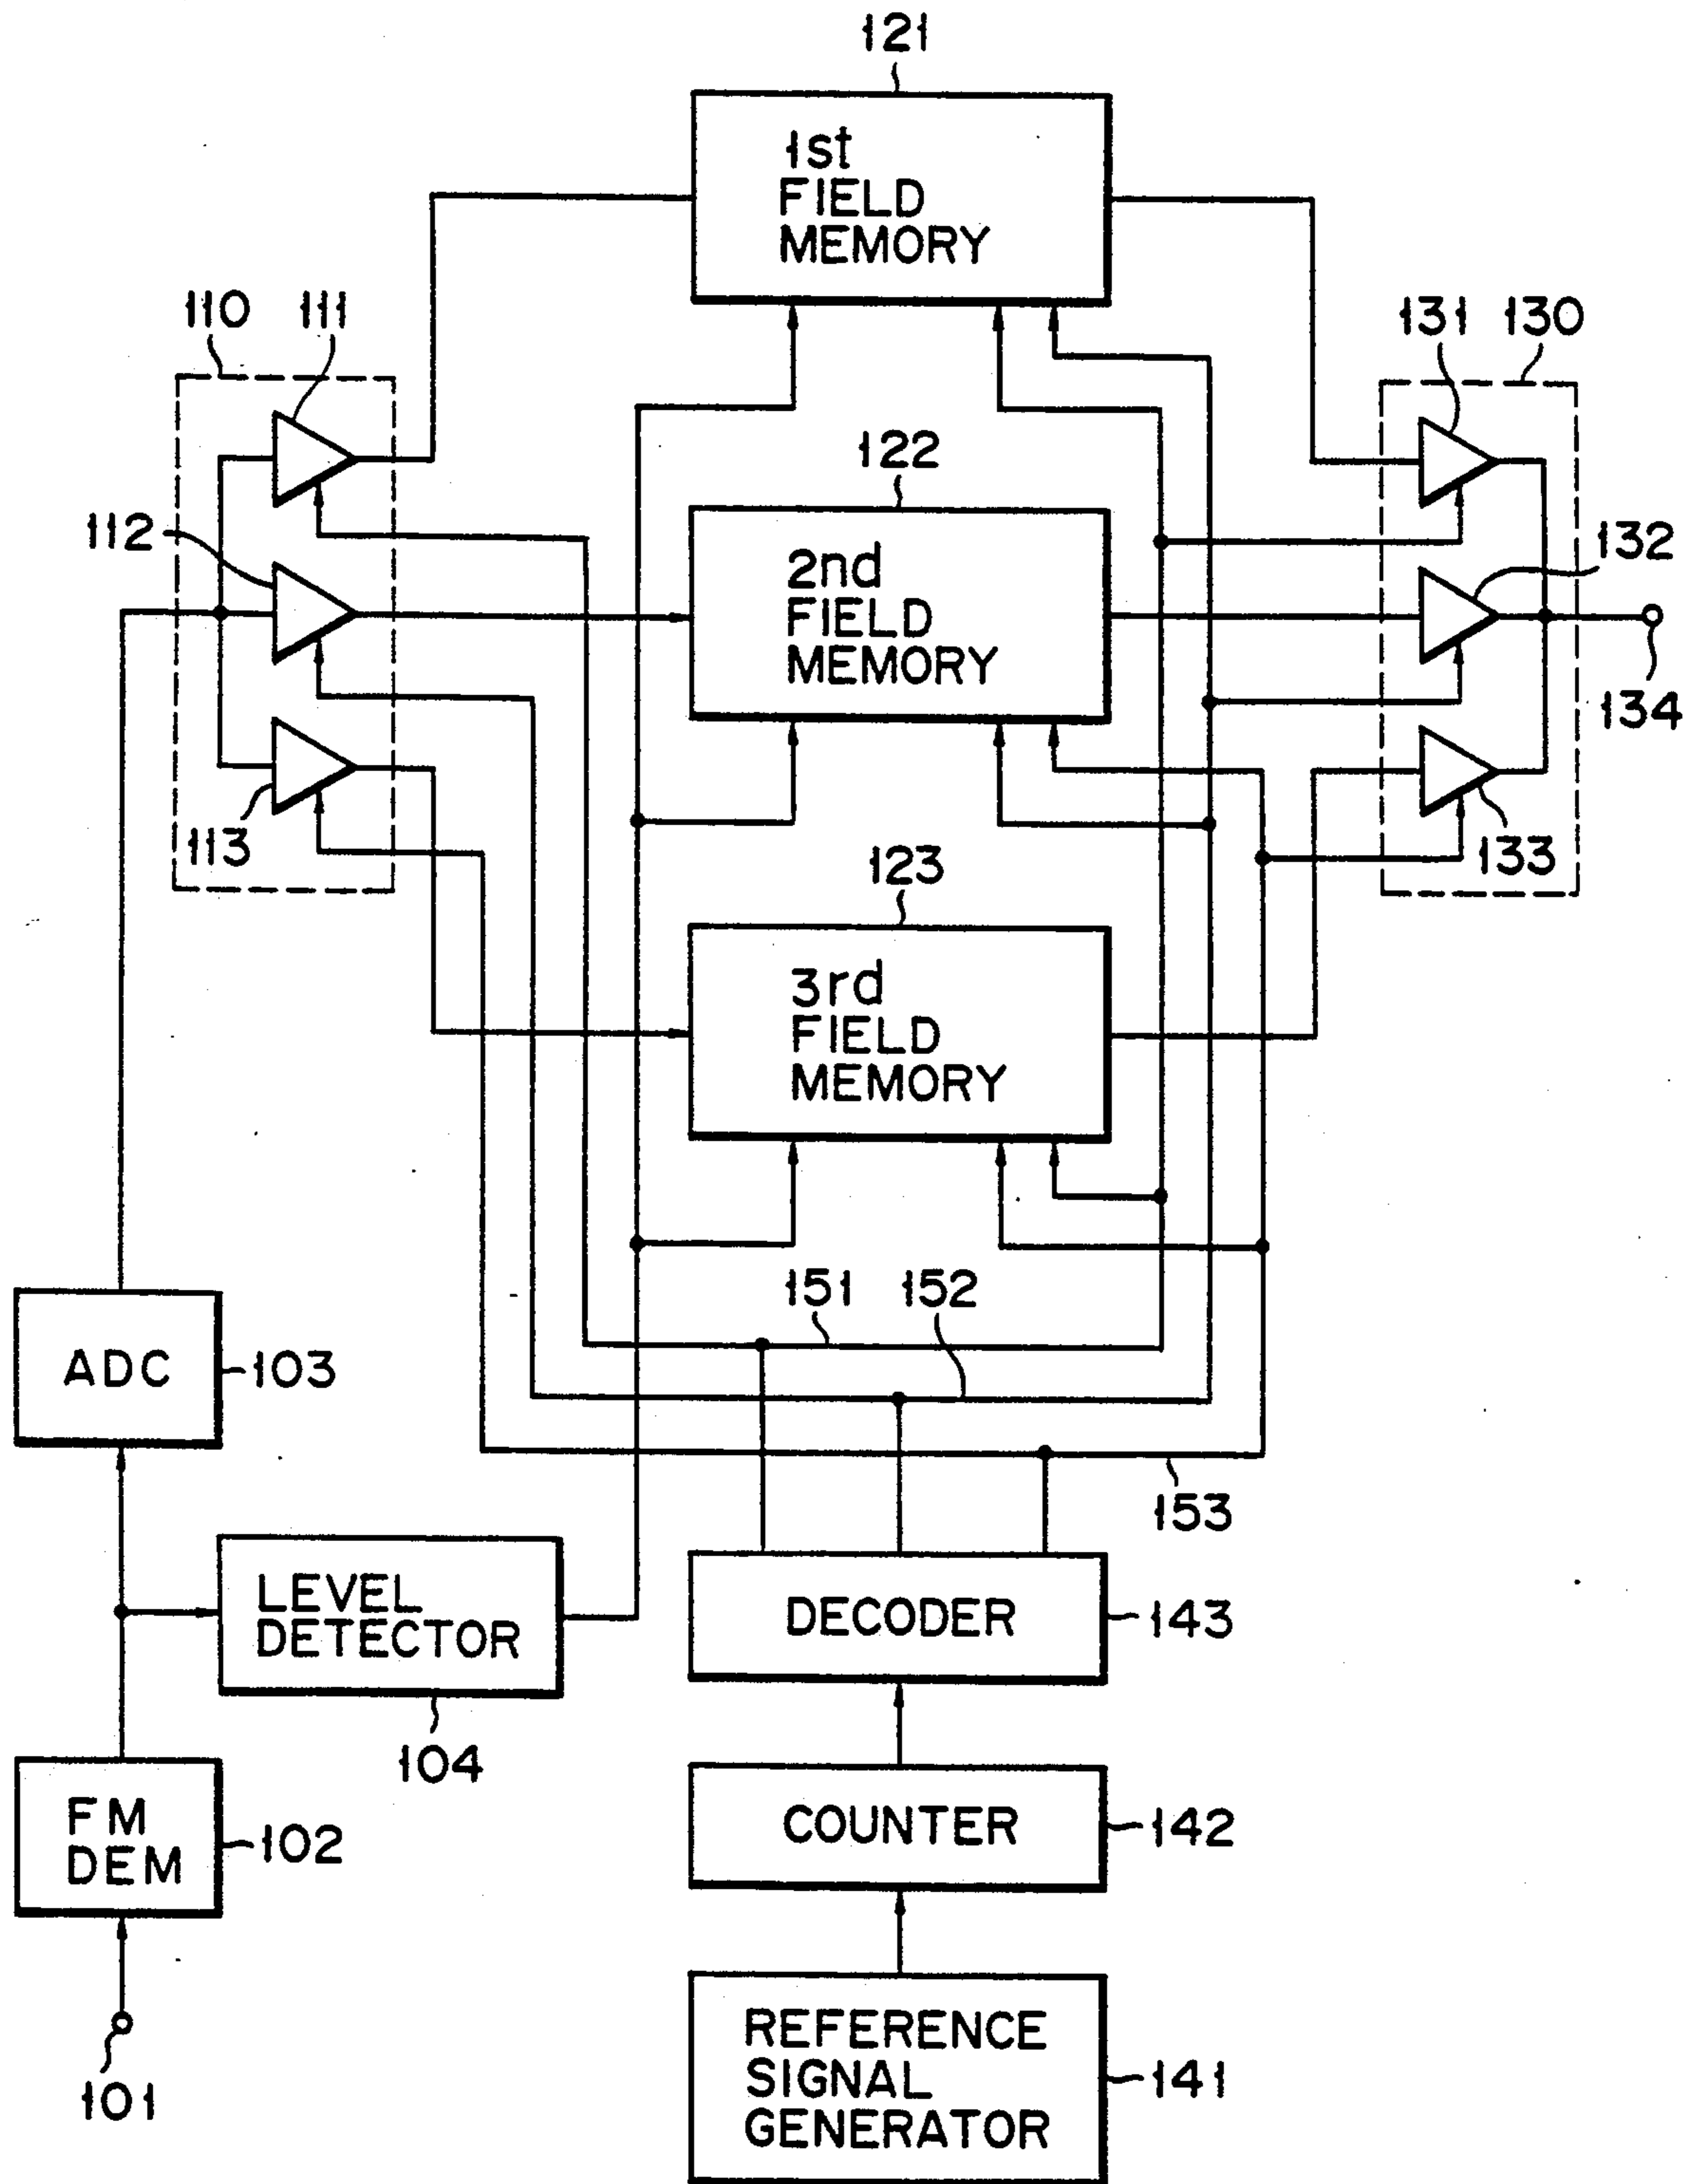 121
1st
FIELD
MEMORY
110
111
131
130
122
112
2nd
FIELD
MEMORY
132
134
113
133
123
3rd
FIELD
MEMORY
151
152
ADC
103
153
LEVEL
DETECTOR
DECODER
143
104
FM
DEM
102
COUNTER
142
101
REFERENCE
SIGNAL
GENERATOR
141